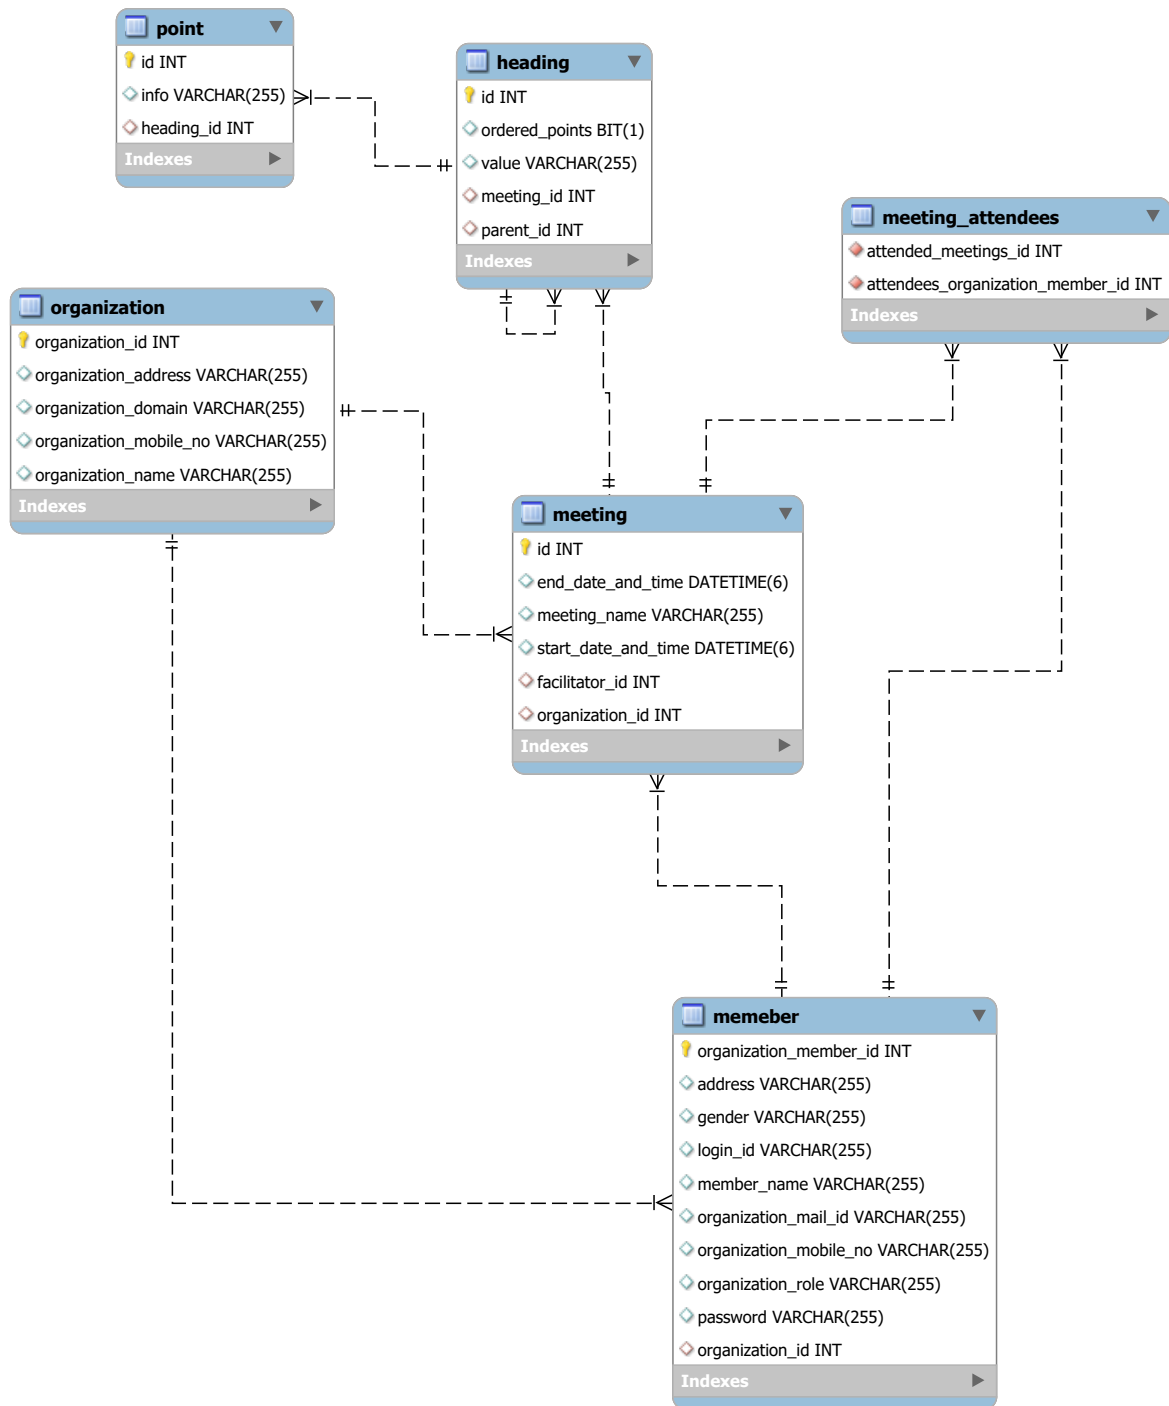 point
id INT
info VARCHAR(255)
heading_id INT
Indexes
heading
id INT
ordered_points BIT(1)
value VARCHAR(255)
meeting_id INT
parent_id INT
Indexes
meeting_attendees
attended_meetings_id INT
attendees_organization_member_id INT
Indexes
organization
organization_id INT
organization_address VARCHAR(255)
organization_domain VARCHAR(255)
organization_mobile_no VARCHAR(255)
organization_name VARCHAR(255)
Indexes
meeting
id INT
end_date_and_time DATETIME(6)
meeting_name VARCHAR(255)
start_date_and_time DATETIME(6)
facilitator_id INT
organization_id INT
Indexes
memeber
organization_member_id INT
address VARCHAR(255)
gender VARCHAR(255)
login_id VARCHAR(255)
member_name VARCHAR(255)
organization_mail_id VARCHAR(255)
organization_mobile_no VARCHAR(255)
organization_role VARCHAR(255)
password VARCHAR(255)
organization_id INT
Indexes